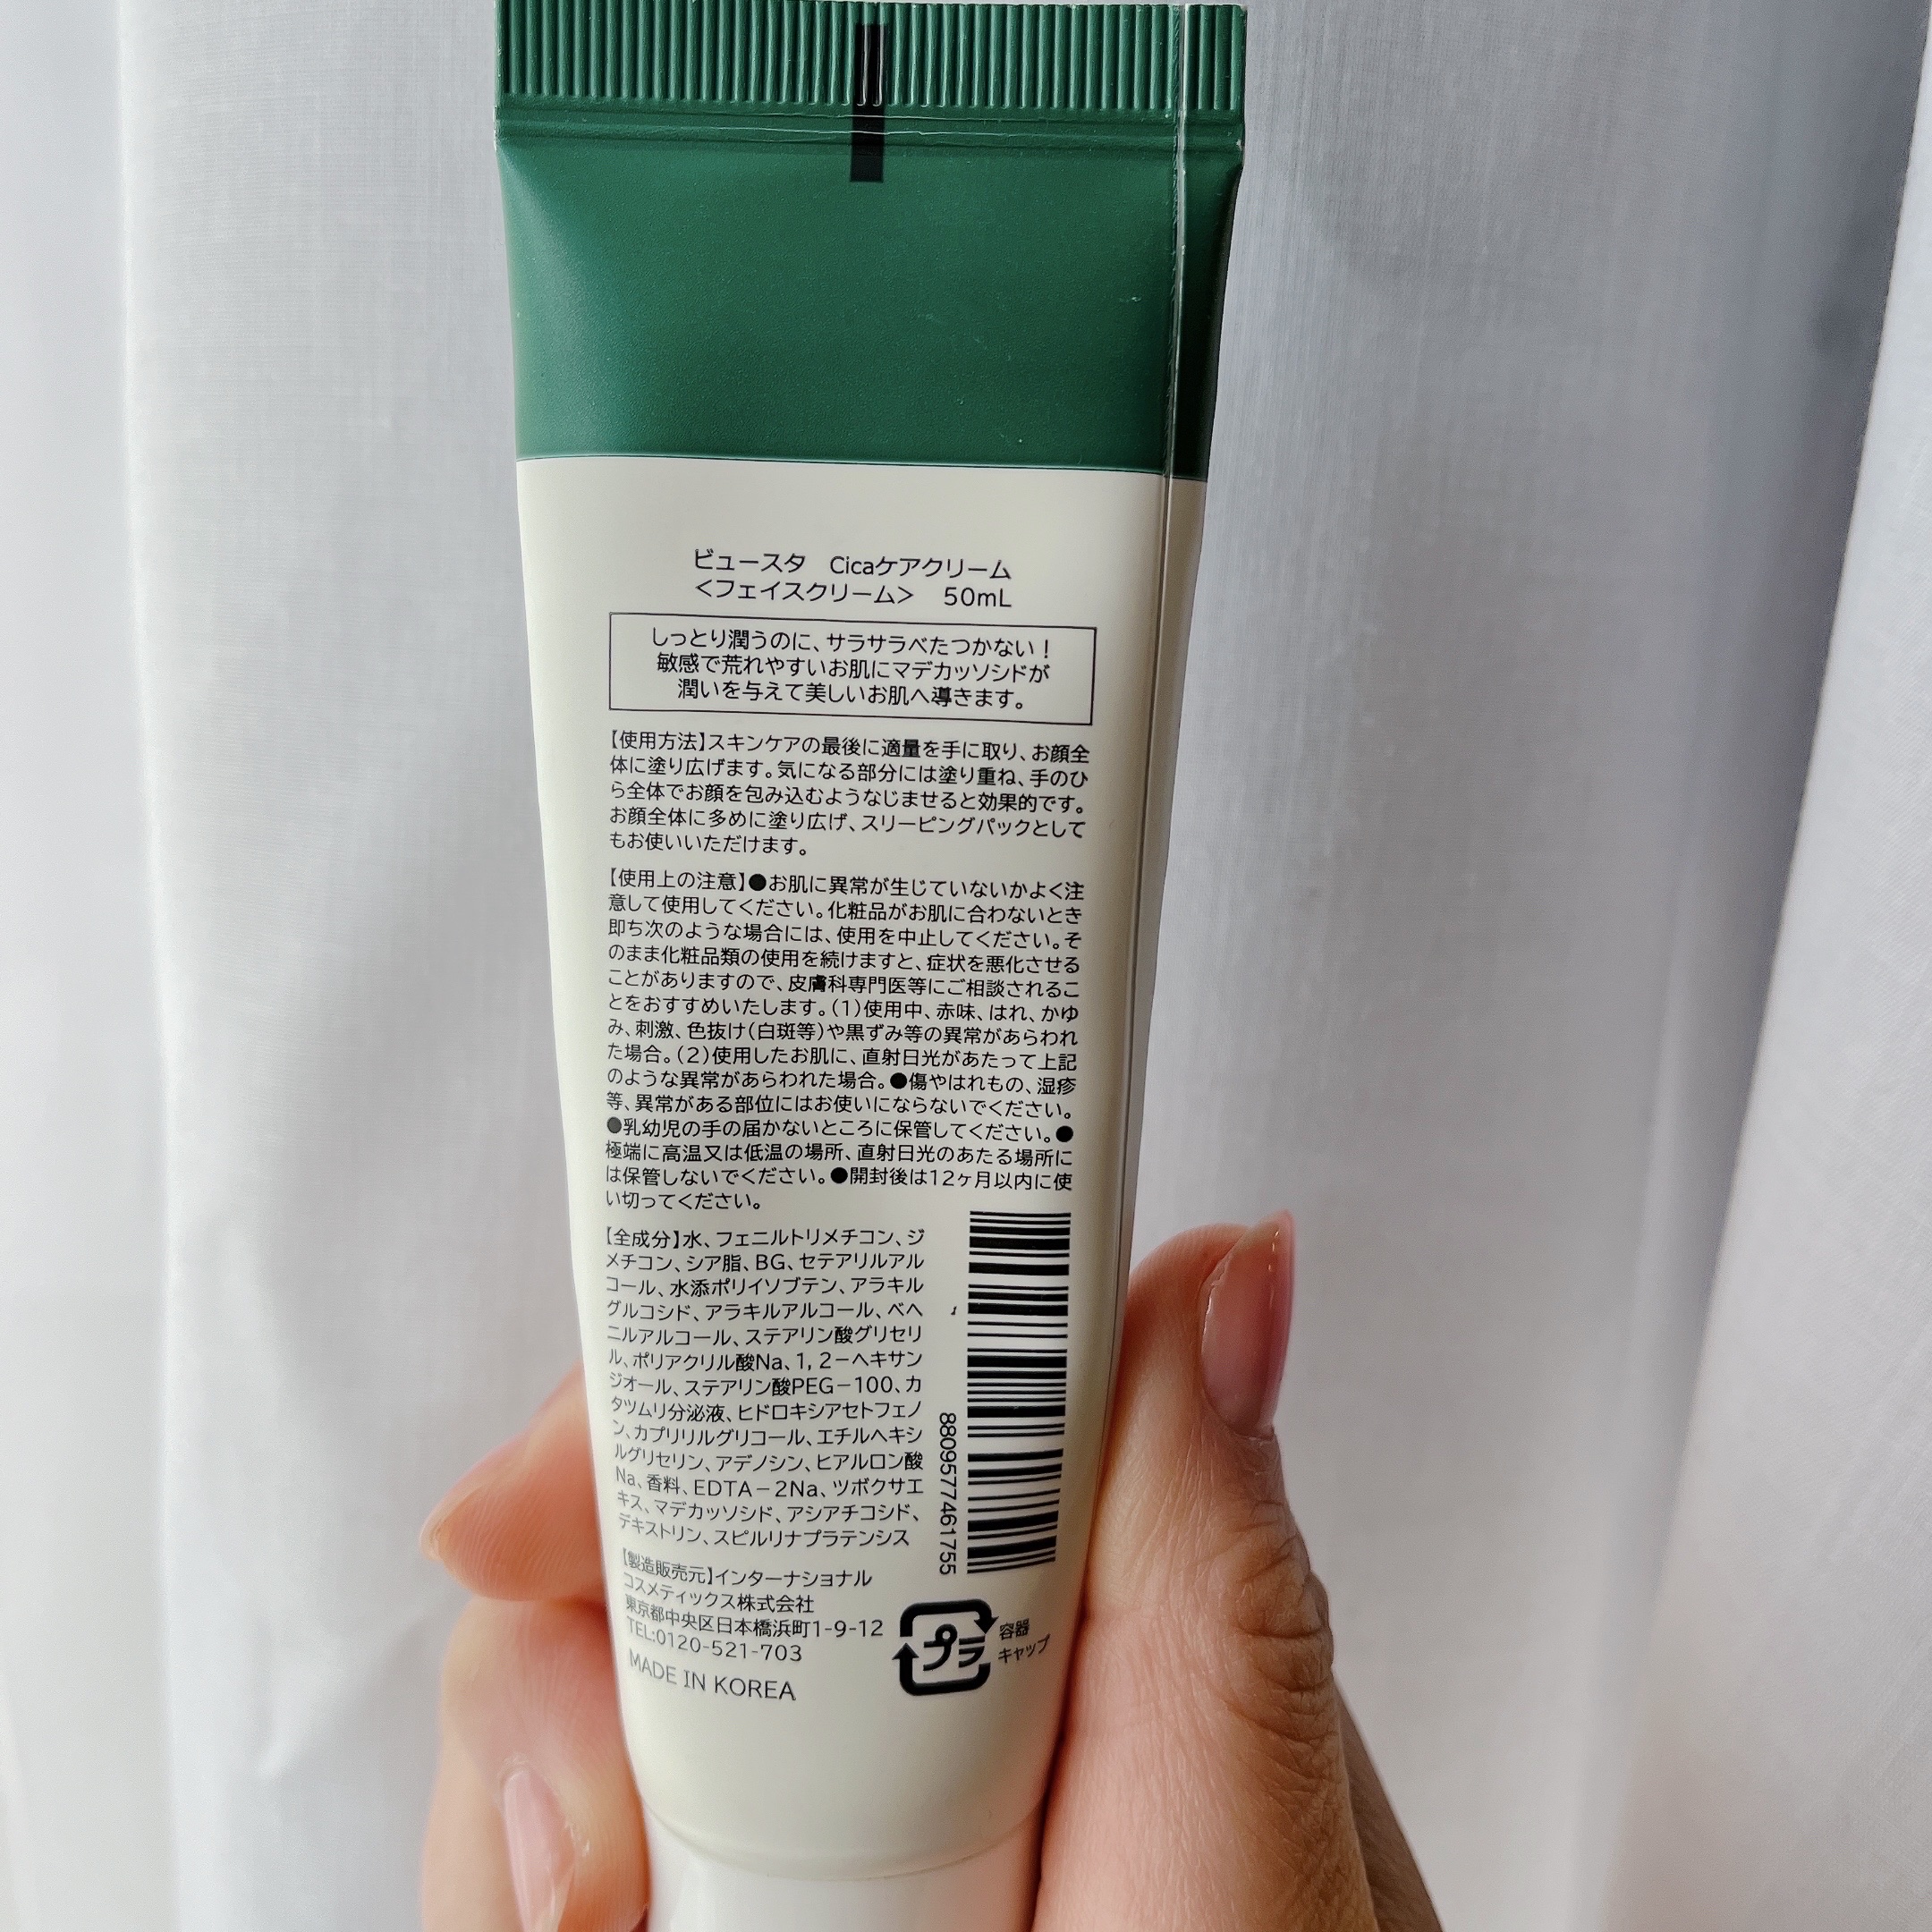 ビュースタ　Cicaケアクリーム
＜フェイスクリーム＞　50mL
しっとり潤うのに、サラサラべたつかない！
敏感で荒れやすいお肌にマデカッソシドが
潤いを与えて美しいお肌へ導きます。
【使用方法】スキンケアの最後に適量を手に取り、お顔全
体に塗り広げます。気になる部分には塗り重ね、手のひ
ら全体でお顔を包み込むようなじませると効果的です。
お顔全体に多めに塗り広げ、スリーピングパックとして
もお使いいただけます。
【使用上の注意】●お肌に異常が生じていないかよく注
意して使用してください。化粧品がお肌に合わないとき
即ち次のような場合には、使用を中止してください。そ
のまま化粧品類の使用を続けますと、症状を悪化させる
ことがありますので、皮膚科専門医等にご相談されるこ
とをおすすめいたします。（1）使用中、赤味、はれ、かゆ
み、刺激、色抜け（白斑等）や黒ずみ等の異常があらわれ
た場合。（2）使用したお肌に、直射日光があたって上記
のような異常があらわれた場合。●傷やはれもの、湿疹
等、異常がある部位にはお使いにならないでください。
●乳幼児の手の届かないところに保管してください。●
極端に高温又は低温の場所、直射日光のあたる場所に
は保管しないでください。●開封後は12ヶ月以内に使
い切ってください。
【全成分】水、フェニルトリメチコン、ジ
メチコン、シア脂、BG、セテアリルアル
コール、水添ポリイソブテン、アラキル
グルコシド、アラキルアルコール、ベヘ
ニルアルコール、ステアリン酸グリセリ
ル、ポリアクリル酸Na、1，2－ヘキサン
ジオール、ステアリン酸PEG－100、カ
タツムリ分泌液、ヒドロキシアセトフェノ
ン、カプリリルグリコール、エチルヘキシ
ルグリセリン、アデノシン、ヒアルロン酸
Na、香料、EDTA－2Na、ツボクサエ
キス、マデカッソシド、アシアチコシド、
デキストリン、スピルリナプラテンシス
8809577461755
【製造販売元】インターナショナル
コスメティックス株式会社
東京都中央区日本橋浜町1-9-12
TEL:0120-521-703
MADE IN KOREA
プラ
容器
キャップ